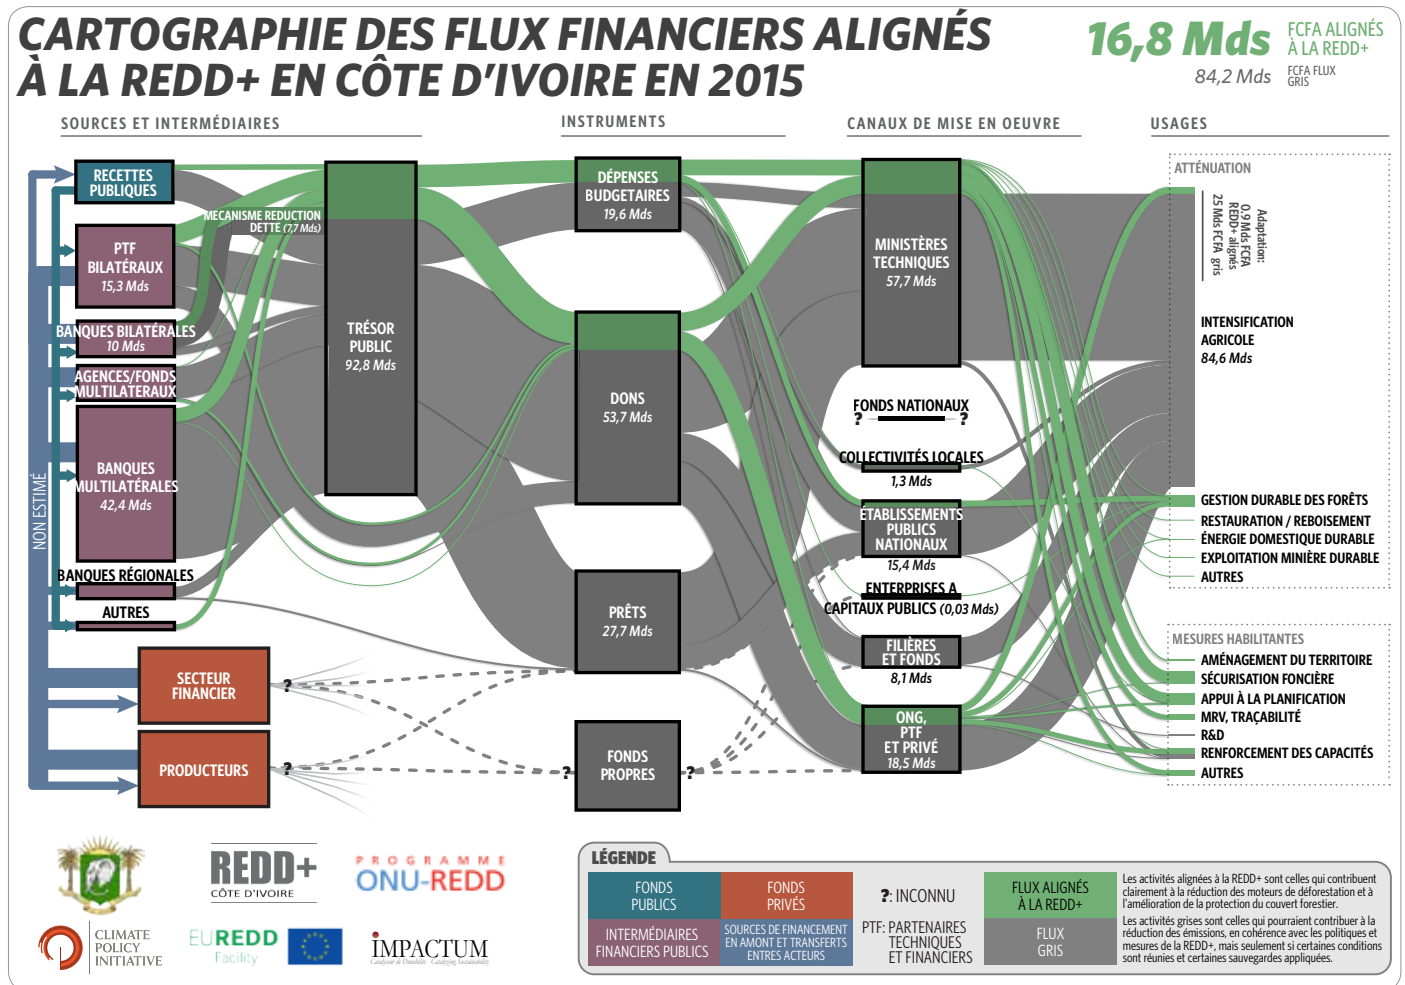 CARTOGRAPHIE DES FLUX FINANCIERS ALIGNÉS
À LA REDD+ EN CÔTE D'IVOIRE EN 2015
16,8 Mds
FCFA ALIGNÉS
À LA REDD+
84,2 Mds
FCFA FLUX
GRIS
SOURCES ET INTERMÉDIAIRES
INSTRUMENTS
CANAUX DE MISE EN OEUVRE
USAGES
RECETTES
PUBLIQUES
PTF
BILATÉRAUX
15,3 Mds
BANQUES BILATÉRALES
10 Mds
AGENCES/FONDS
MULTILATERAUX
BANQUES
MULTILATÉRALES
42,4 Mds
BANQUES RÉGIONALES
AUTRES
NON ESTIMÉ
SECTEUR
FINANCIER
?
PRODUCTEURS
?
MECANISME REDUCTION
DETTE (7,7 Mds)
TRÉSOR
PUBLIC
92,8 Mds
DÉPENSES
BUDGETAIRES
19,6 Mds
DONS
53,7 Mds
PRÊTS
27,7 Mds
?
FONDS
PROPRES
?
MINISTÈRES
TECHNIQUES
57,7 Mds
FONDS NATIONAUX
?
?
COLLECTIVITÉS LOCALES
1,3 Mds
ÉTABLISSEMENTS
PUBLICS
NATIONAUX
15,4 Mds
ENTERPRISES A
CAPITAUX PUBLICS (0,03 Mds)
FILIÈRES
ET FONDS
8,1 Mds
ONG,
PTF
ET PRIVÉ
18,5 Mds
ATTÉNUATION
Adaptation:
0,9 Mds FCFA
REDD+ alignés
25 Mds FCFA gris
INTENSIFICATION
AGRICOLE
84,6 Mds
GESTION DURABLE DES FORÊTS
RESTAURATION / REBOISEMENT
ÉNERGIE DOMESTIQUE DURABLE
EXPLOITATION MINIÈRE DURABLE
AUTRES
MESURES HABILITANTES
AMÉNAGEMENT DU TERRITOIRE
SÉCURISATION FONCIÈRE
APPUI À LA PLANIFICATION
MRV, TRAÇABILITÉ
R&D
RENFORCEMENT DES CAPACITÉS
AUTRES
REDD+
CÔTE D'IVOIRE
PROGRAMME
ONU-REDD
CLIMATE
POLICY
INITIATIVE
EUREDD
Facility
IMPACTUM
Catalyseur de Durabilité Catalyzing Sustainability
LÉGENDE
FONDS
PUBLICS
FONDS
PRIVÉS
INTERMÉDIAIRES
FINANCIERS PUBLICS
SOURCES DE FINANCEMENT
EN AMONT ET TRANSFERTS
ENTRES ACTEURS
?: INCONNU
PTF: PARTENAIRES
TECHNIQUES
ET FINANCIERS
FLUX ALIGNÉS
À LA REDD+
FLUX
GRIS
Les activités alignées à la REDD+ sont celles qui contribuent
clairement à la réduction des moteurs de déforestation et à
l'amélioration de la protection du couvert forestier.
Les activités grises sont celles qui pourraient contribuer à la
réduction des émissions, en cohérence avec les politiques et
mesures de la REDD+, mais seulement si certaines conditions
sont réunies et certaines sauvegardes appliquées.